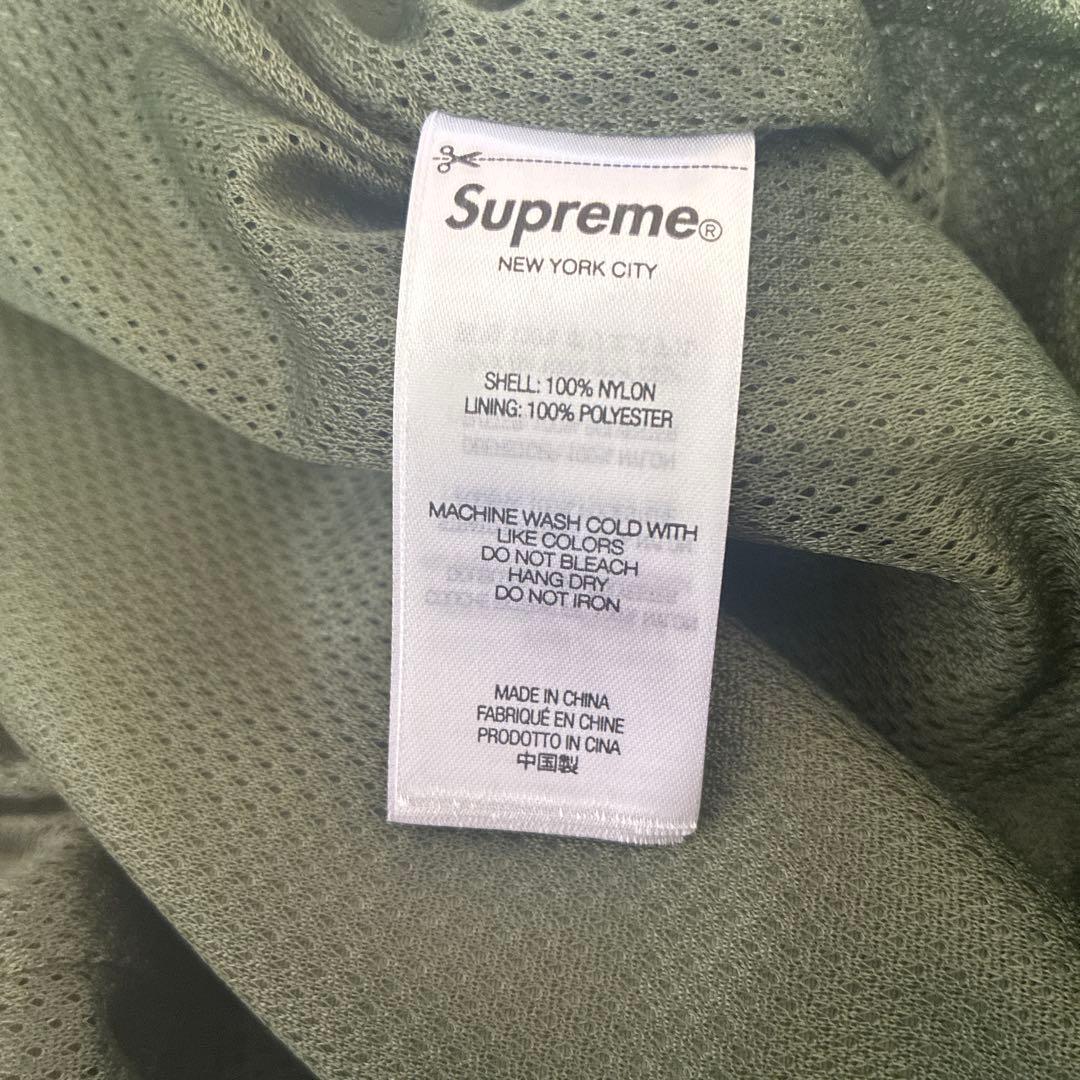 Supreme®
NEW YORK CITY
SHELL: 100% NYLON
LINING: 100% POLYESTER
MACHINE WASH COLD WITH
LIKE COLORS
DO NOT BLEACH
HANG DRY
DO NOT IRON
MADE IN CHINA
FABRIQUÉ EN CHINE
PRODOTTO IN CINA
中国製